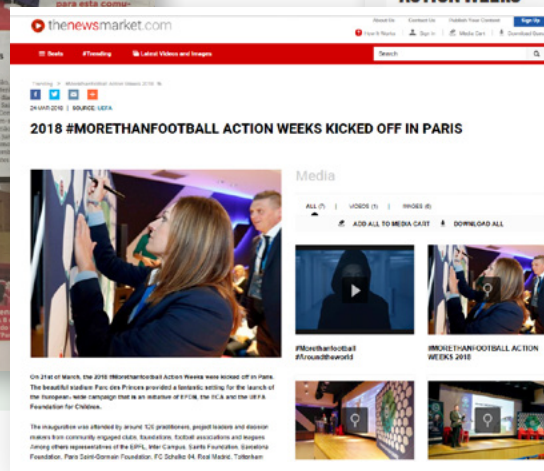 para esta comu-
ACTION WEEKS
thenewsmarket.com
About Us Contact Us Publish Your Content Sign Up
How It Works Sign In Media Cart Download Queue
Beats #Trending Latest Videos and Images Search
Trending > #Morethanfootball Action Weeks 2018
24-MAR-2018 | SOURCE: UEFA
2018 #MORETHANFOOTBALL ACTION WEEKS KICKED OFF IN PARIS
Media
ALL (7) | VIDEOS (1) | IMAGES (6)
ADD ALL TO MEDIA CART DOWNLOAD ALL
#Morethanfootball
#Aroundtheworld
#MORETHANFOOTBALL ACTION
WEEKS 2018
On 21st of March, the 2018 #Morethanfootball Action Weeks were kicked off in Paris.
The beautiful stadium Parc des Princes provided a fantastic setting for the launch of
the European-wide campaign that is an initiative of EFDN, the ECA and the UEFA
Foundation for Children.
The inauguration was attended by around 120 practitioners, project leaders and decision
makers from community engaged clubs, foundations, football associations and leagues.
Among others representatives of the EPFL, Inter Campus, Saints Foundation, Barcelona
Foundation, Paris Saint-Germain Foundation, FC Schalke 04, Real Madrid, Tottenham